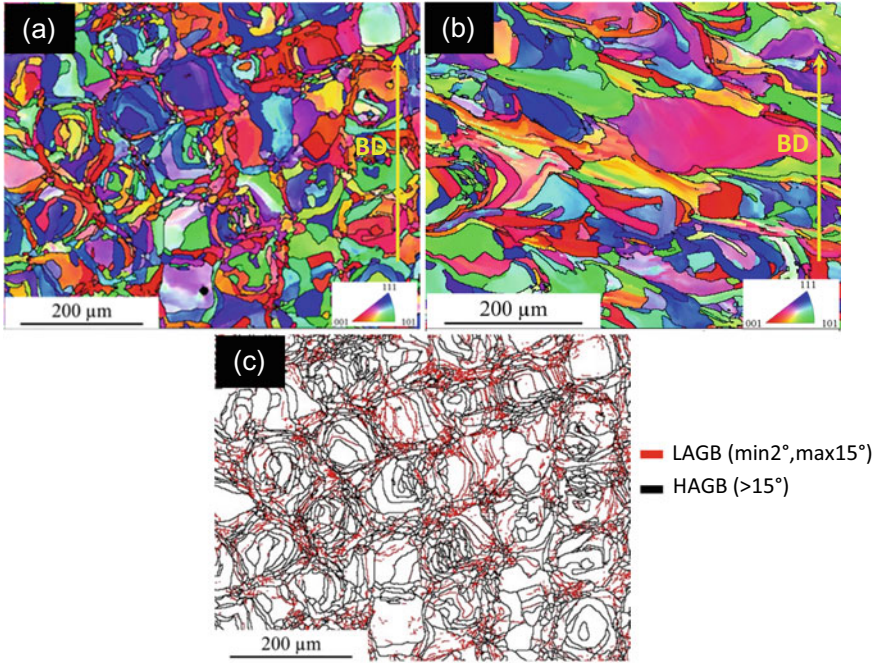 (a)
BD
200 µm
111
001
101
(b)
BD
200 µm
111
001
101
(c)
200 µm
LAGB (min2°,max15°)
HAGB (>15°)